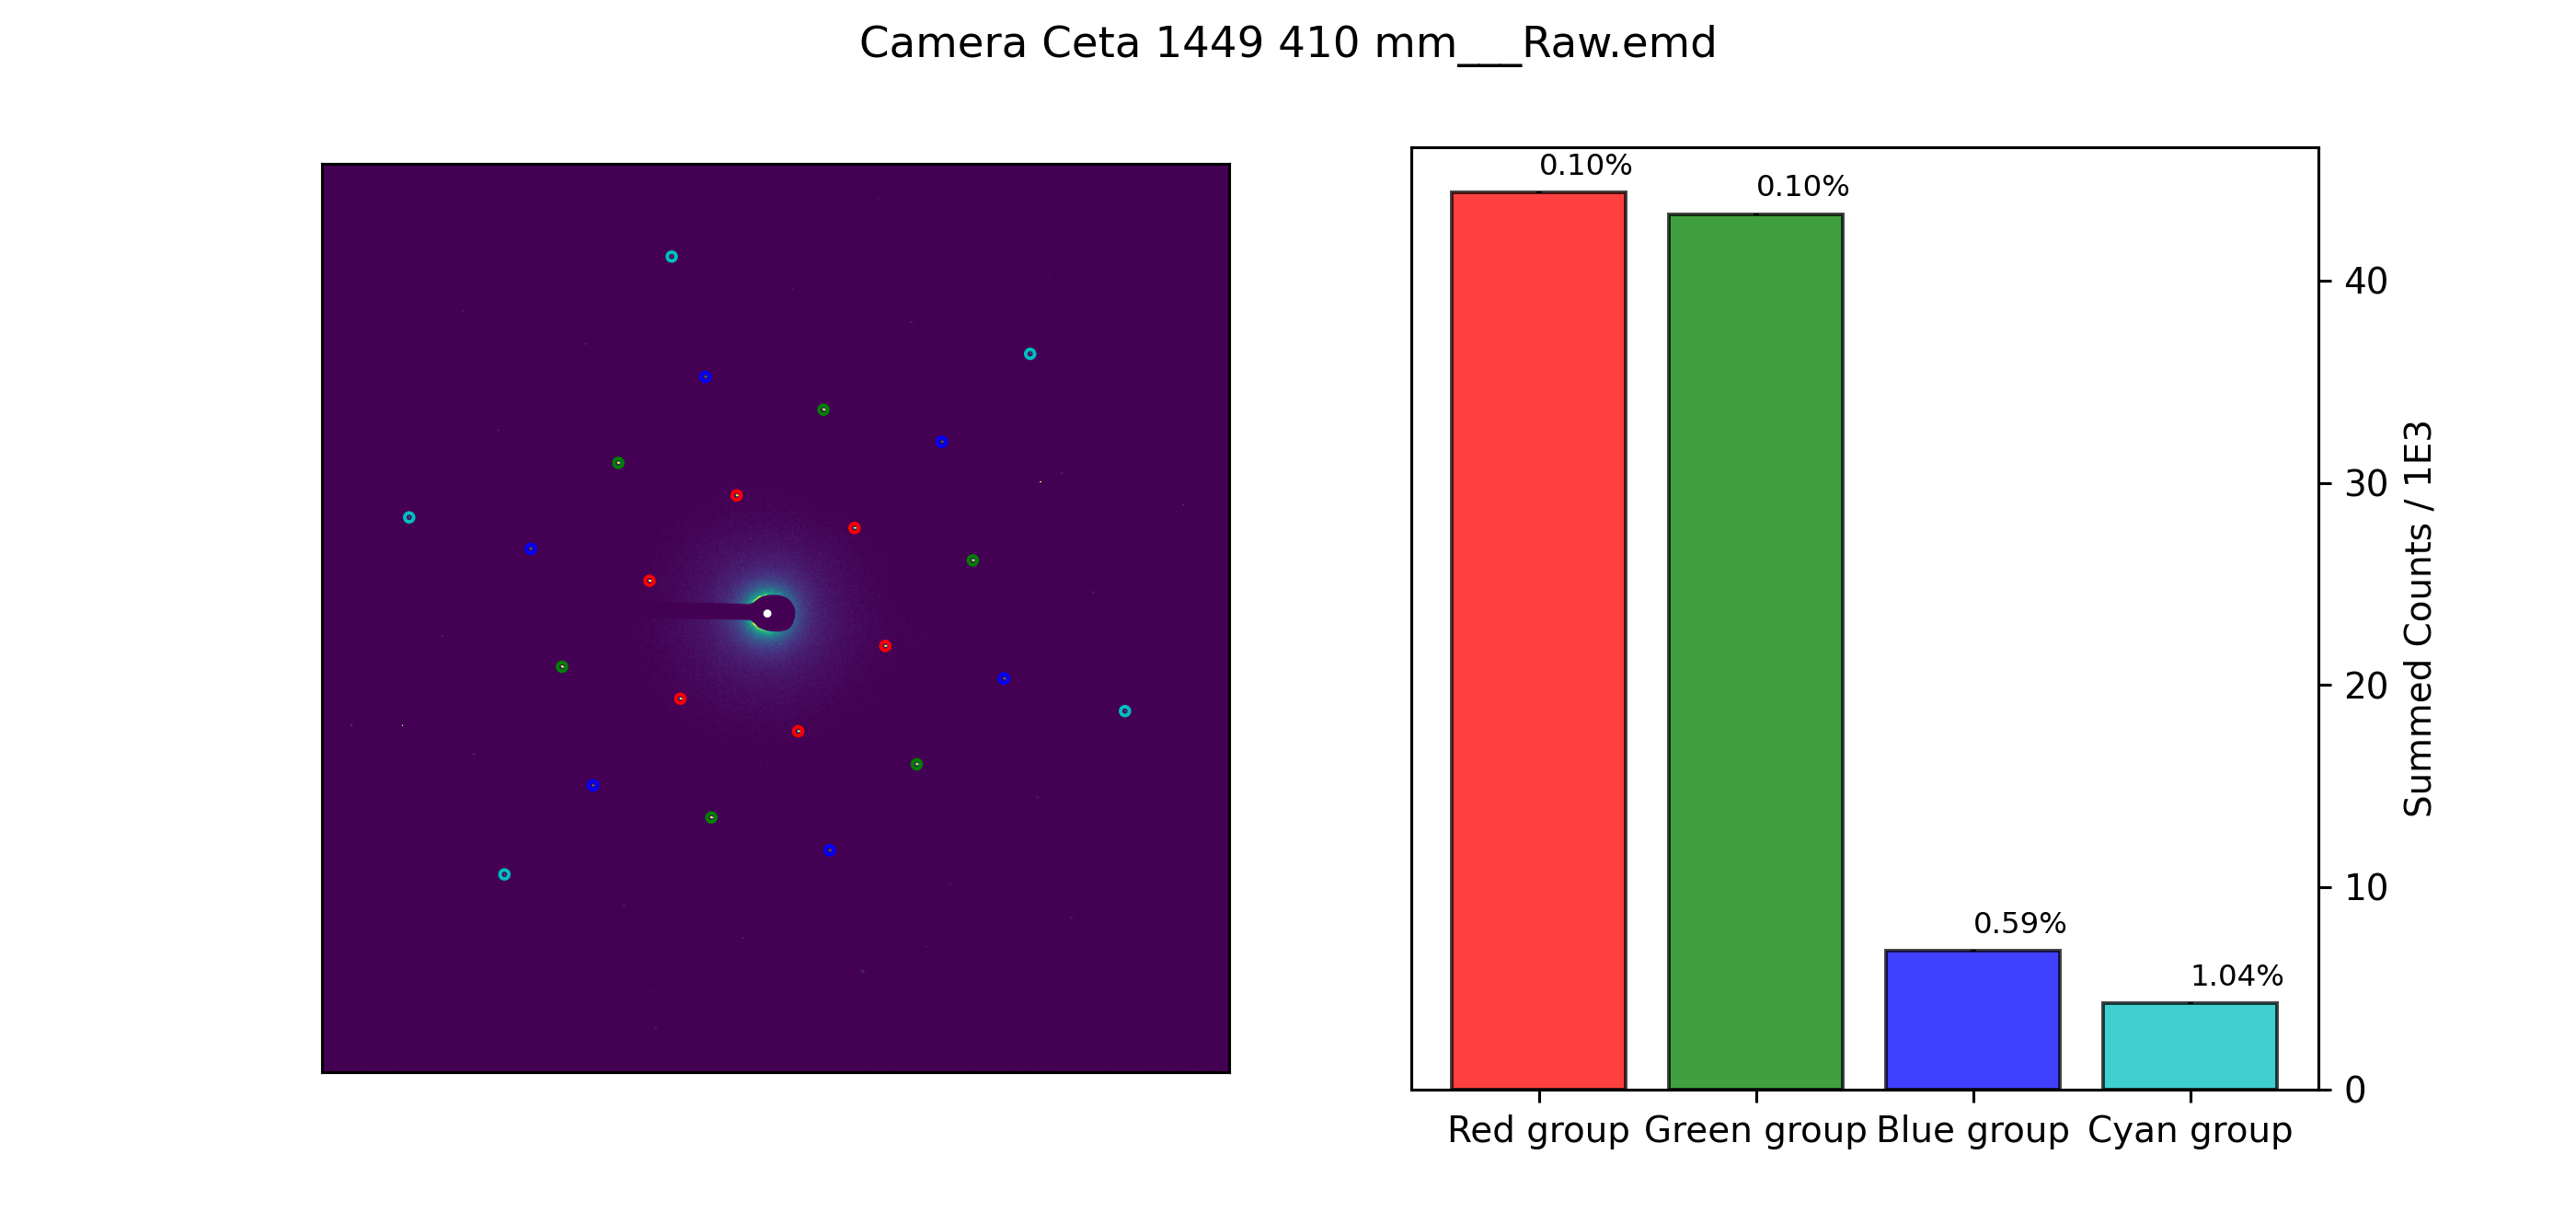 Camera Ceta 1449 410 mm___Raw.emd
0.10%
0.10%
0.59%
1.04%
40
30
20
10
0
Summed Counts / 1E3
Red group
Green group
Blue group
Cyan group